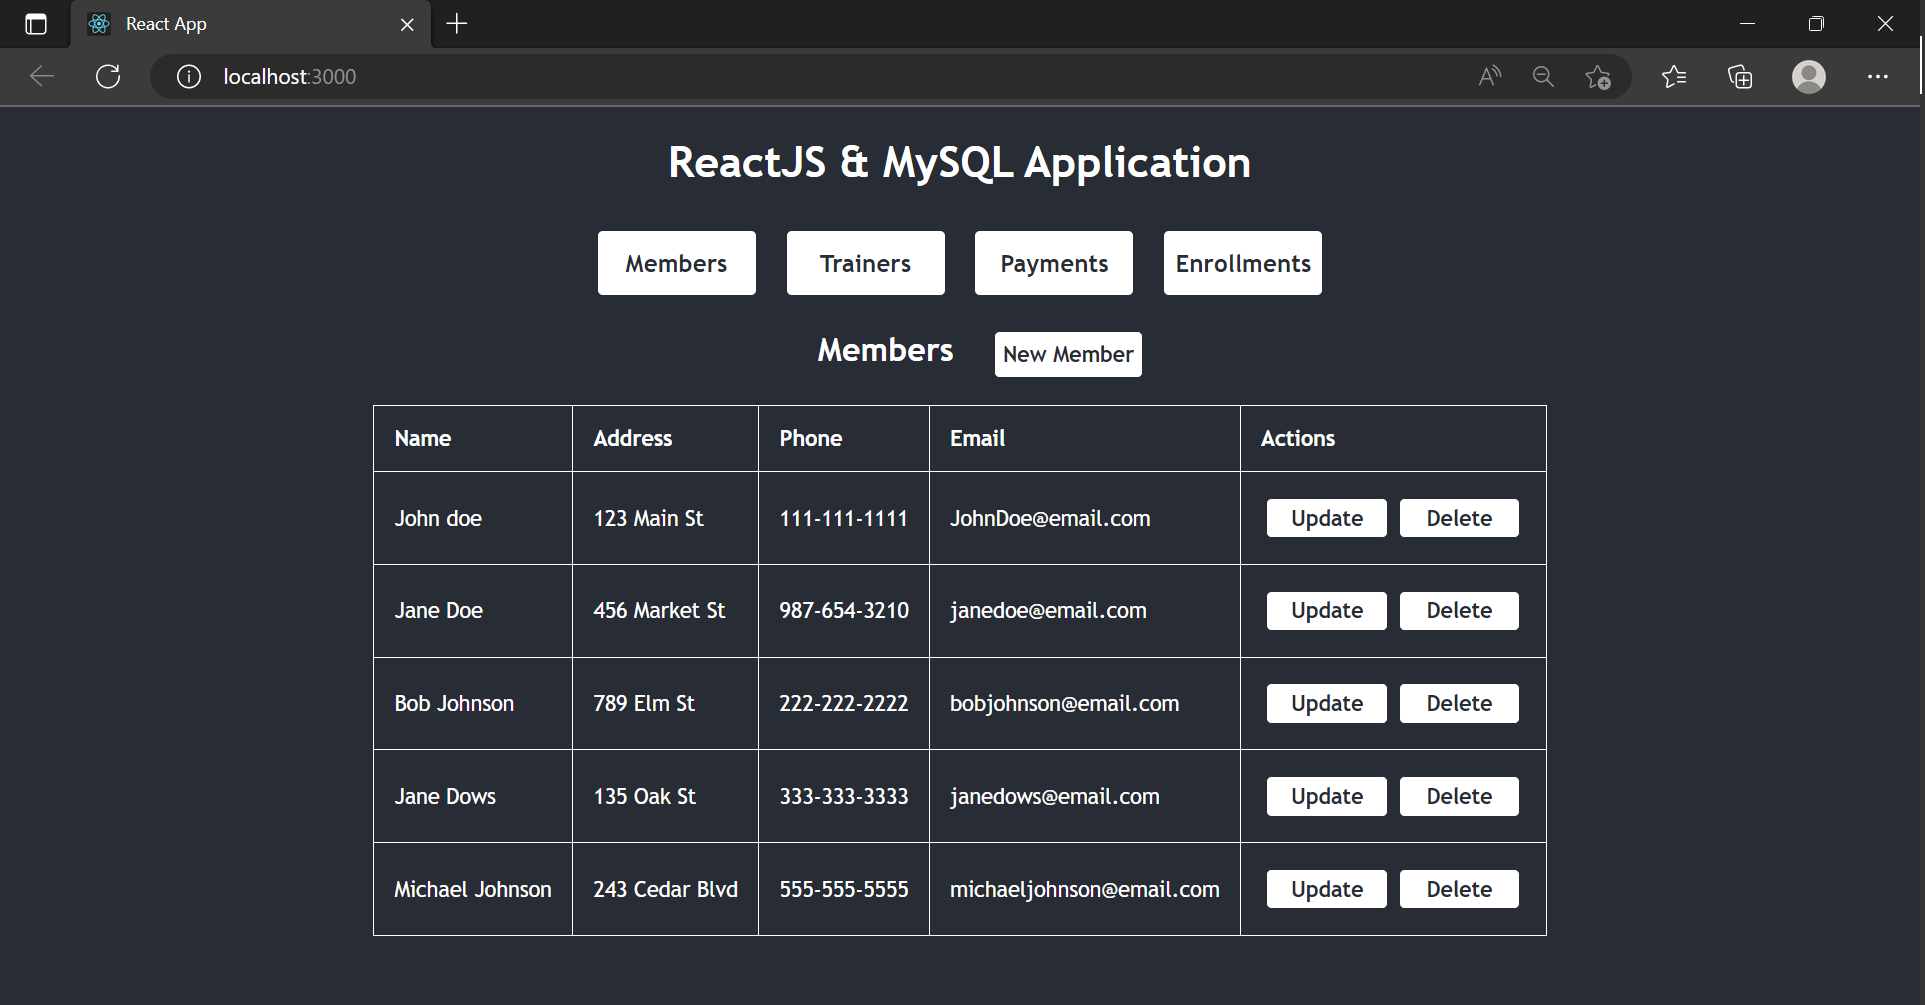 React App
localhost:3000
ReactJS & MySQL Application
Members Trainers Payments Enrollments
Members New Member
Name Address Phone Email Actions
John doe 123 Main St 111-111-1111 JohnDoe@email.com Update Delete
Jane Doe 456 Market St 987-654-3210 janedoe@email.com Update Delete
Bob Johnson 789 Elm St 222-222-2222 bobjohnson@email.com Update Delete
Jane Dows 135 Oak St 333-333-3333 janedows@email.com Update Delete
Michael Johnson 243 Cedar Blvd 555-555-5555 michaeljohnson@email.com Update Delete